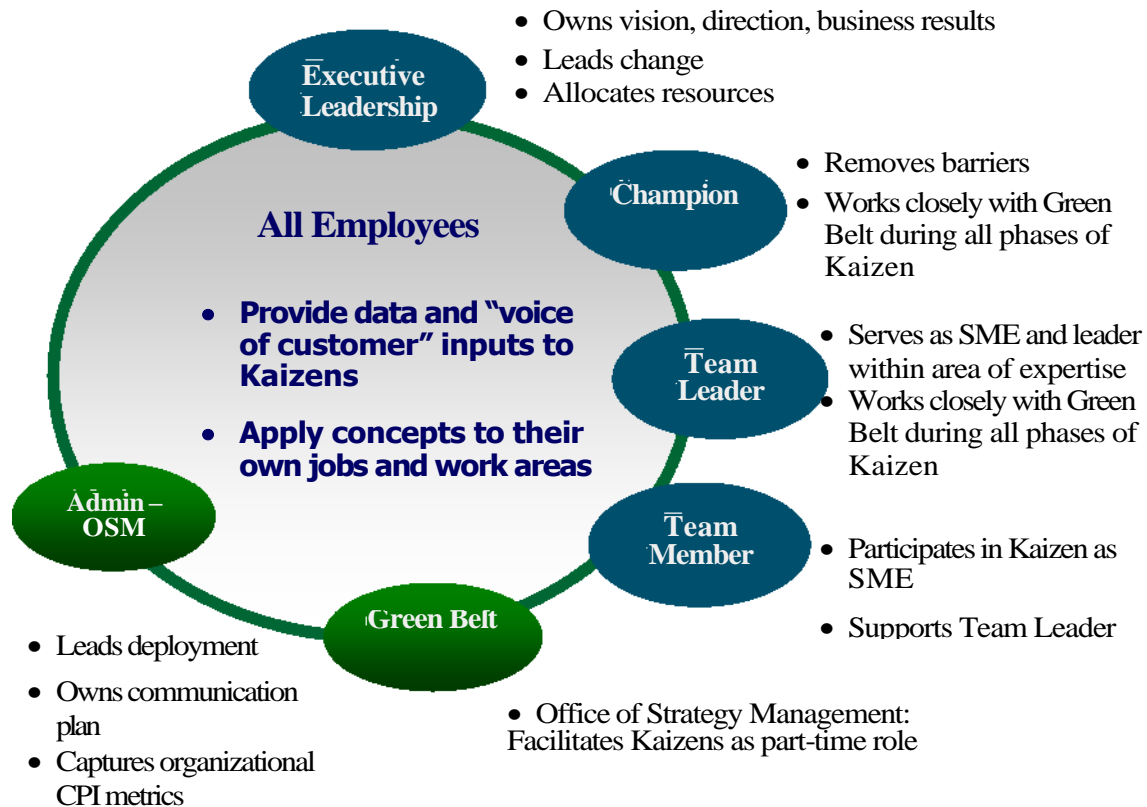 • Owns vision, direction, business results
• Leads change
• Allocates resources
Executive
Leadership
Champion
• Removes barriers
• Works closely with Green
Belt during all phases of
Kaizen
All Employees
• Provide data and “voice
of customer” inputs to
Kaizens
• Apply concepts to their
own jobs and work areas
Team
Leader
• Serves as SME and leader
within area of expertise
• Works closely with Green
Belt during all phases of
Kaizen
Team
Member
• Participates in Kaizen as
SME
• Supports Team Leader
Admin –
OSM
• Leads deployment
• Owns communication
plan
• Captures organizational
CPI metrics
Green Belt
• Office of Strategy Management:
Facilitates Kaizens as part-time role